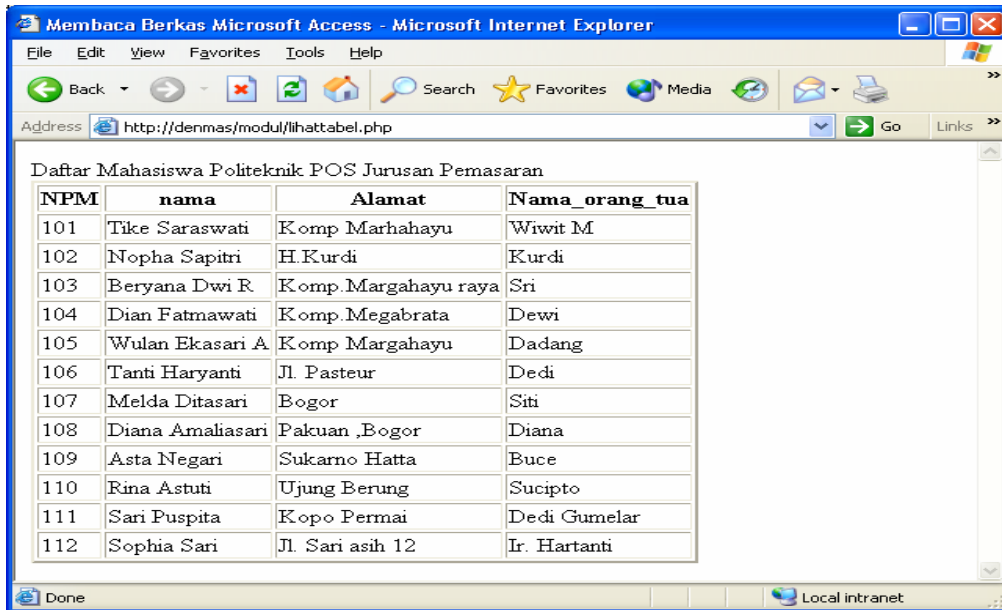 Membaca Berkas Microsoft Access - Microsoft Internet Explorer
File Edit View Favorites Tools Help
Back Search Favorites Media
Address http://denmas/modul/lihattabel.php Go Links
Daftar Mahasiswa Politeknik POS Jurusan Pemasaran
NPM nama Alamat Nama_orang_tua
101 Tike Saraswati Komp Marhahayu Wiwit M
102 Nopha Sapitri H.Kurdi Kurdi
103 Beryana Dwi R Komp.Margahayu raya Sri
104 Dian Fatmawati Komp.Megabrata Dewi
105 Wulan Ekasari A Komp Margahayu Dadang
106 Tanti Haryanti Jl. Pasteur Dedi
107 Melda Ditasari Bogor Siti
108 Diana Amaliasari Pakuan ,Bogor Diana
109 Asta Negari Sukarno Hatta Buce
110 Rina Astuti Ujung Berung Sucipto
111 Sari Puspita Kopo Permai Dedi Gumelar
112 Sophia Sari Jl. Sari asih 12 Ir. Hartanti
Done Local intranet